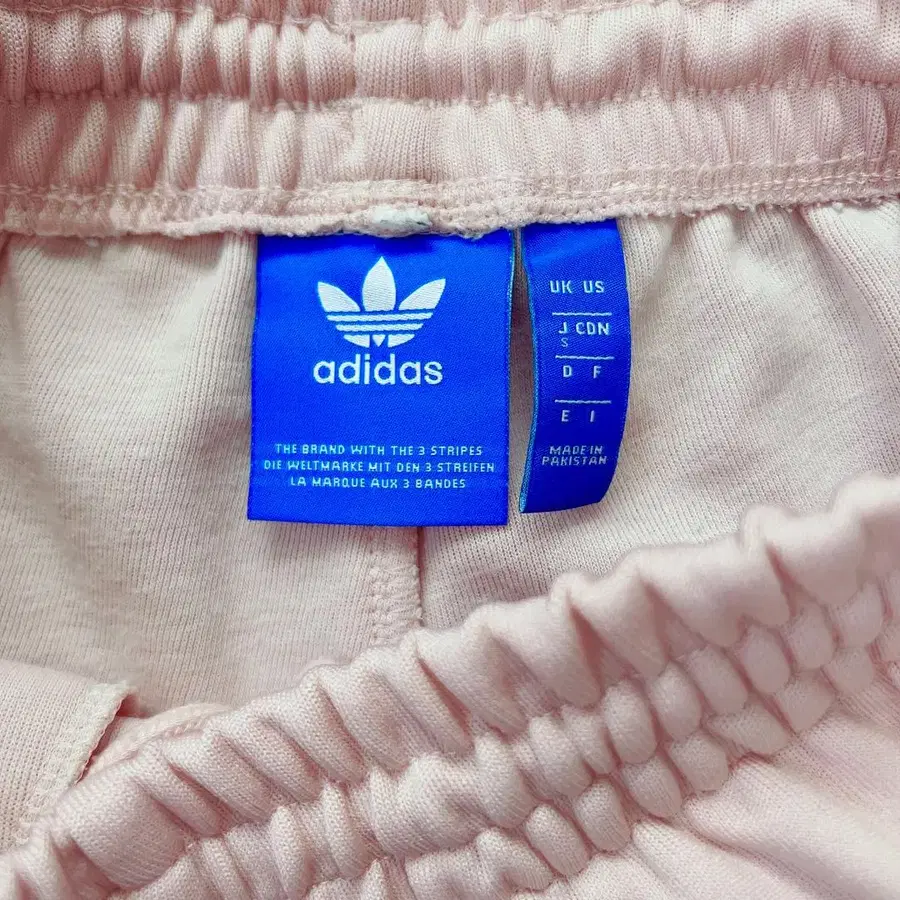 adidas
THE BRAND WITH THE 3 STRIPES
DIE WELTMARKE MIT DEN 3 STREIFEN
LA MARQUE AUX 3 BANDES
UK US
J CDN
S
D F
E I
MADE IN
PAKISTAN